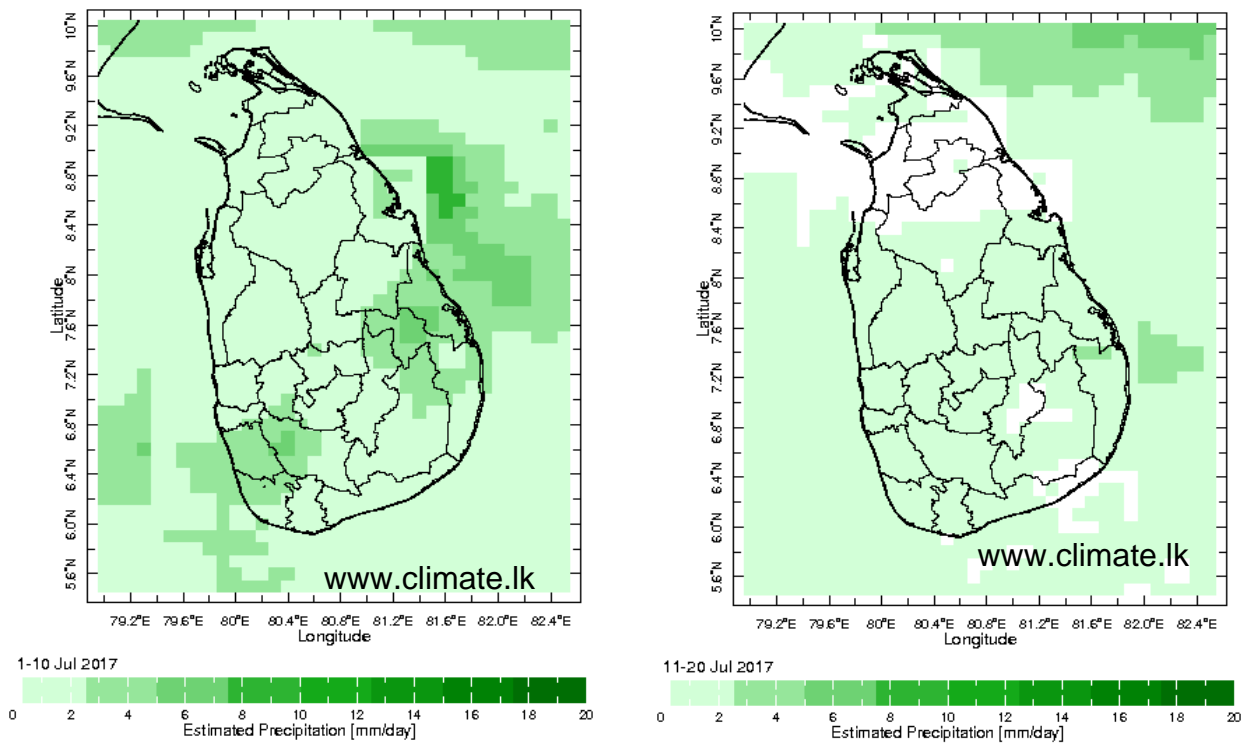 10°N
9.6°N
9.2°N
8.8°N
8.4°N
8°N
7.6°N
7.2°N
6.8°N
6.4°N
6.0°N
5.6°N
Latitude
www.climate.lk
79.2°E 79.6°E 80°E 80.4°E 80.8°E 81.2°E 81.6°E 82.0°E 82.4°E
Longitude
1-10 Jul 2017
0 2 4 6 8 10 12 14 16 18 20
Estimated Precipitation [mm/day]
10°N
9.6°N
9.2°N
8.8°N
8.4°N
8°N
7.6°N
7.2°N
6.8°N
6.4°N
6.0°N
5.6°N
Latitude
www.climate.lk
79.2°E 79.6°E 80°E 80.4°E 80.8°E 81.2°E 81.6°E 82.0°E 82.4°E
Longitude
11-20 Jul 2017
0 2 4 6 8 10 12 14 16 18 20
Estimated Precipitation [mm/day]